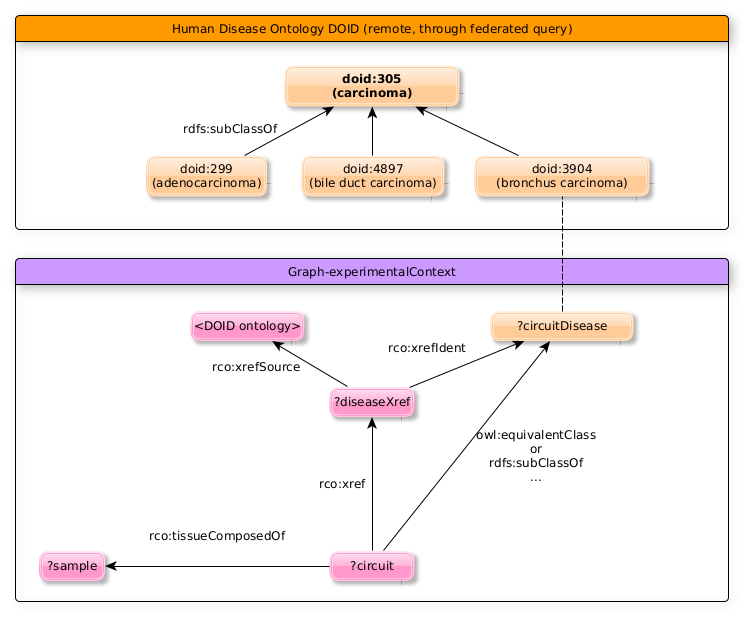 Human Disease Ontology DOID (remote, through federated query)
doid:305
(carcinoma)
rdfs:subClassOf
doid:299
(adenocarcinoma)
doid:4897
(bile duct carcinoma)
doid:3904
(bronchus carcinoma)
Graph-experimentalContext
<DOID ontology>
?circuitDisease
rco:xrefIdent
rco:xrefSource
?diseaseXref
owl:equivalentClass
or
rdfs:subClassOf
...
rco:xref
rco:tissueComposedOf
?sample
?circuit